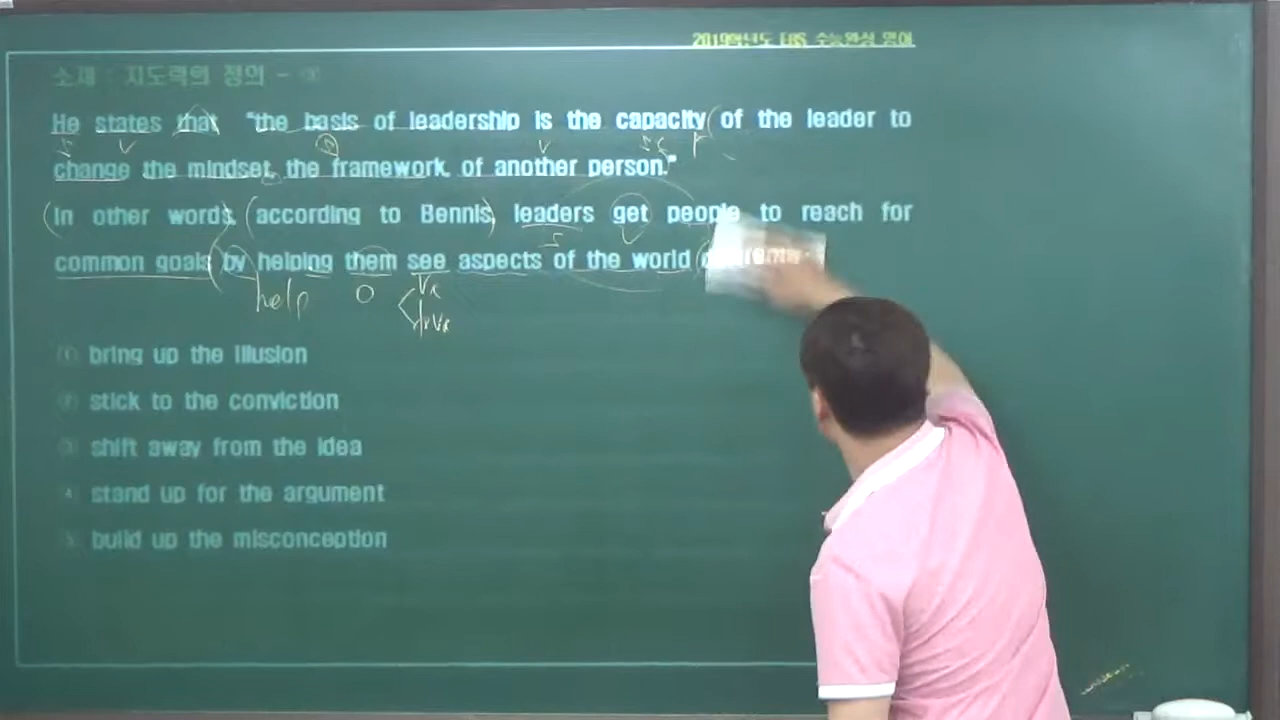 2019학년도 EBS 수능완성 영어
소재 : 지도력의 정의 - ③
He states that "the basis of leadership is the capacity of the leader to
change the mindset, the framework, of another person."
In other words, according to Bennis, leaders get people to reach for
common goals by helping them see aspects of the world
help O
① bring up the illusion
② stick to the conviction
③ shift away from the idea
④ stand up for the argument
⑤ build up the misconception